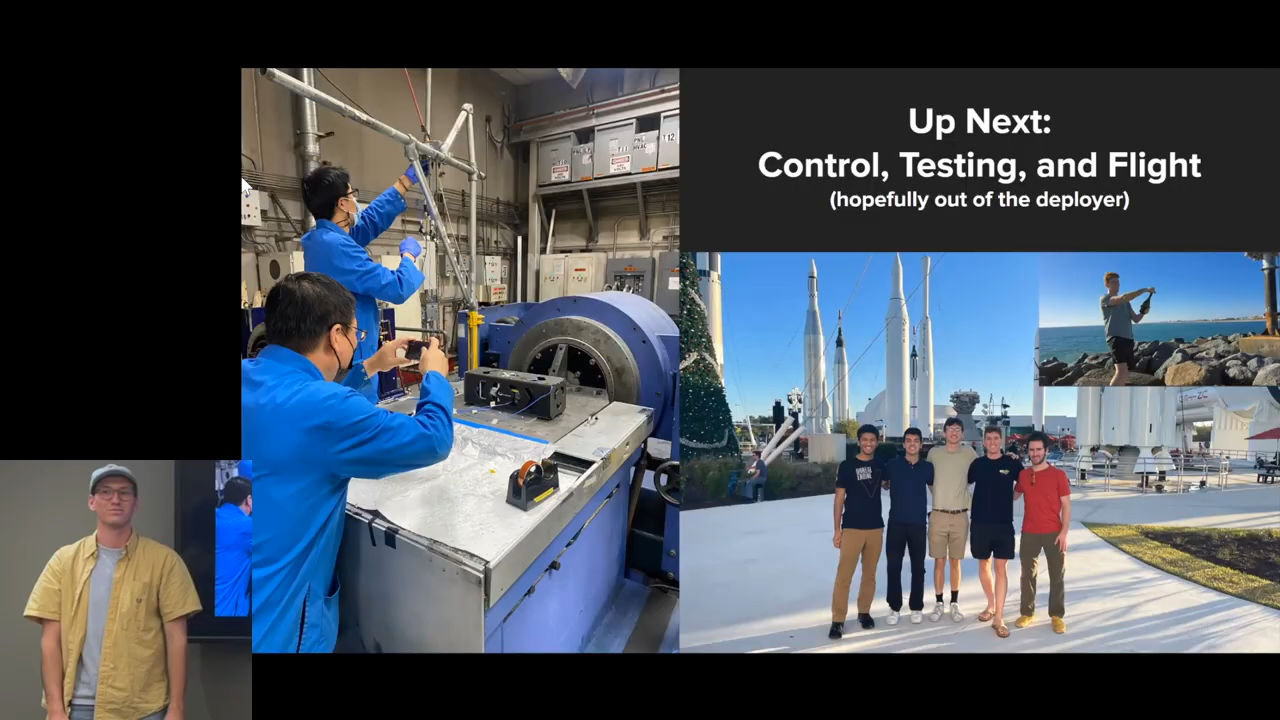 Up Next:
Control, Testing, and Flight
(hopefully out of the deployer)